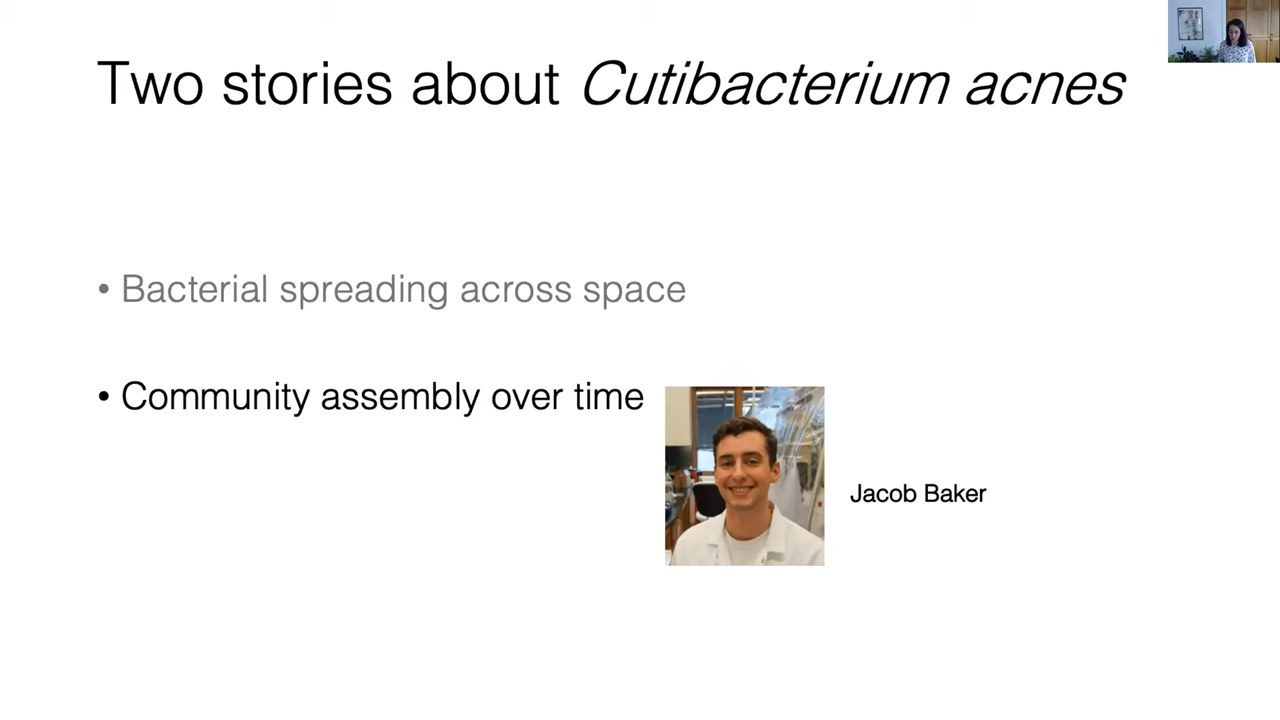 Two stories about Cutibacterium acnes
• Bacterial spreading across space
• Community assembly over time
Jacob Baker